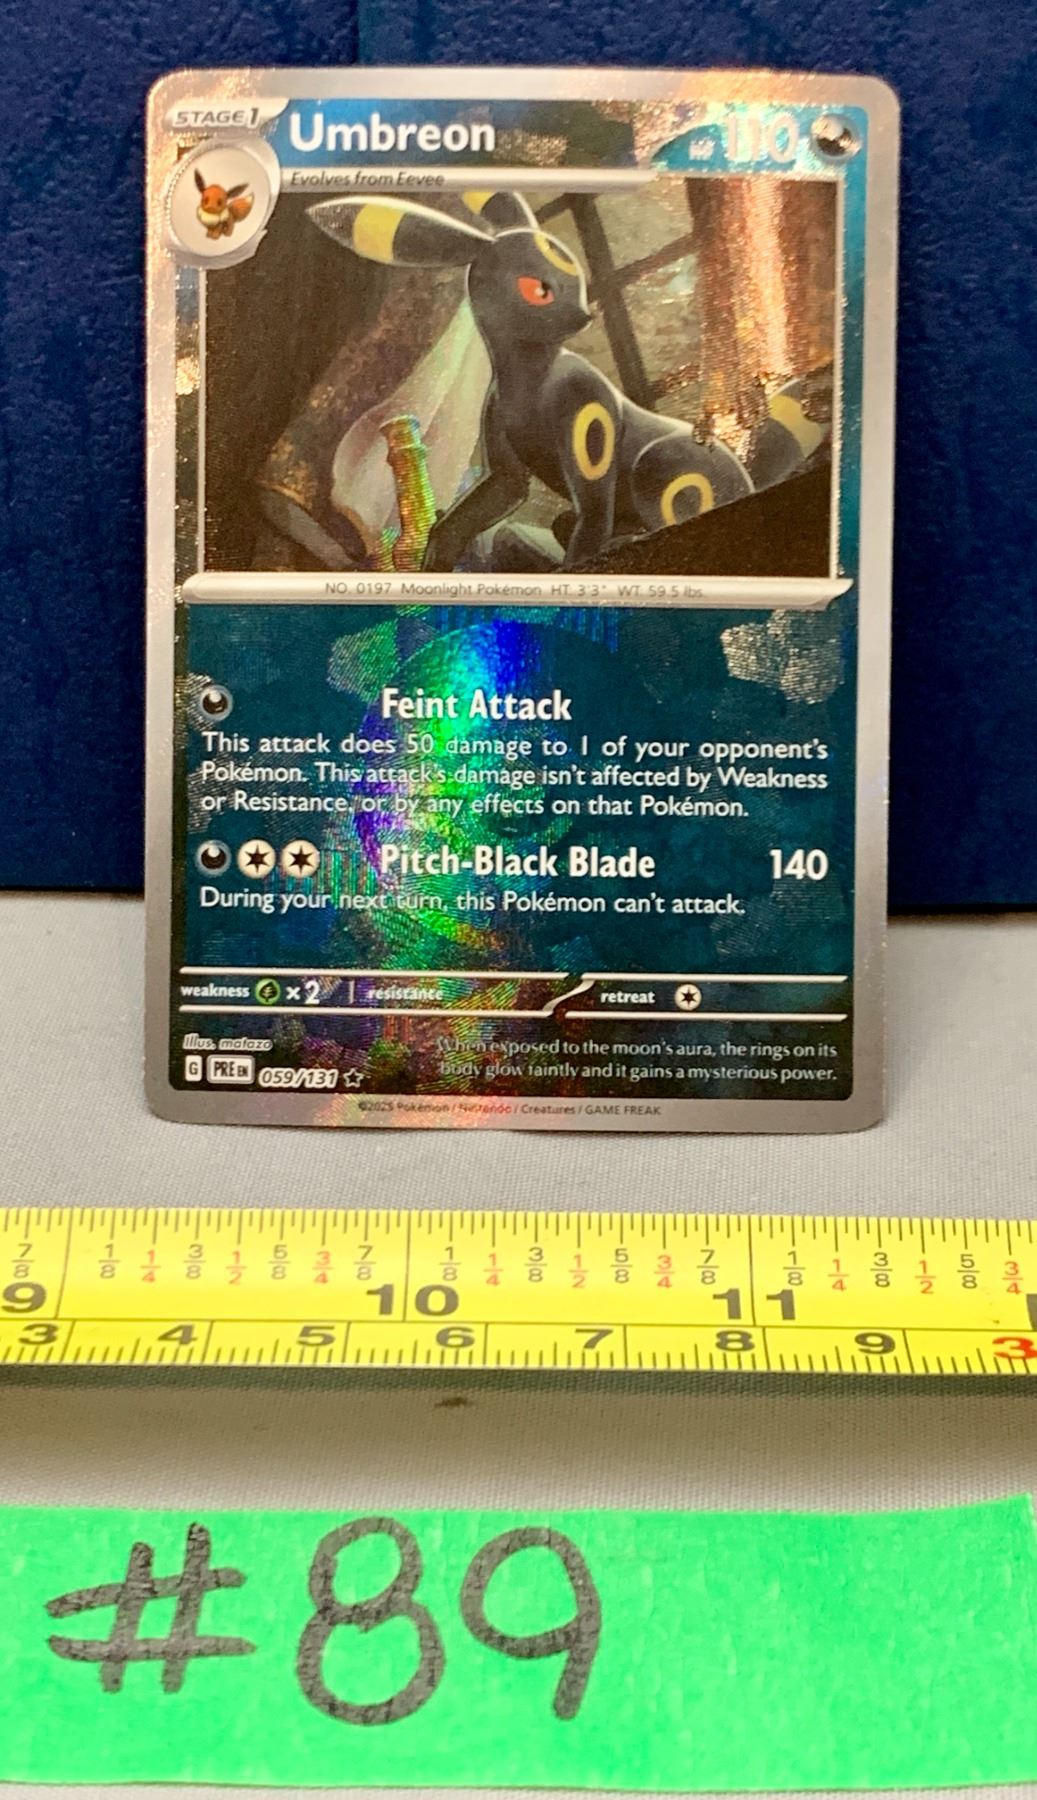 STAGE 1
Umbreon
HP 110
Evolves from Eevee
NO. 0197 Moonlight Pokémon HT: 3'3" WT: 59.5 lbs.
Feint Attack
This attack does 50 damage to 1 of your opponent's
Pokémon. This attack's damage isn't affected by Weakness
or Resistance, or by any effects on that Pokémon.
Pitch-Black Blade 140
During your next turn, this Pokémon can't attack.
weakness x2 resistance retreat
Illus. matazo
When exposed to the moon's aura, the rings on its
body glow faintly and it gains a mysterious power.
G PRE EN 059/131
©2025 Pokémon / Nintendo / Creatures / GAME FREAK
7/8 1/8 1/4 3/8 1/2 5/8 3/4 7/8 1/8 1/4 3/8 1/2 5/8 3/4 7/8 1/8 1/4 3/8 1/2 5/8 3/4
9 10 11
3 4 5 6 7 8 9 3
#89